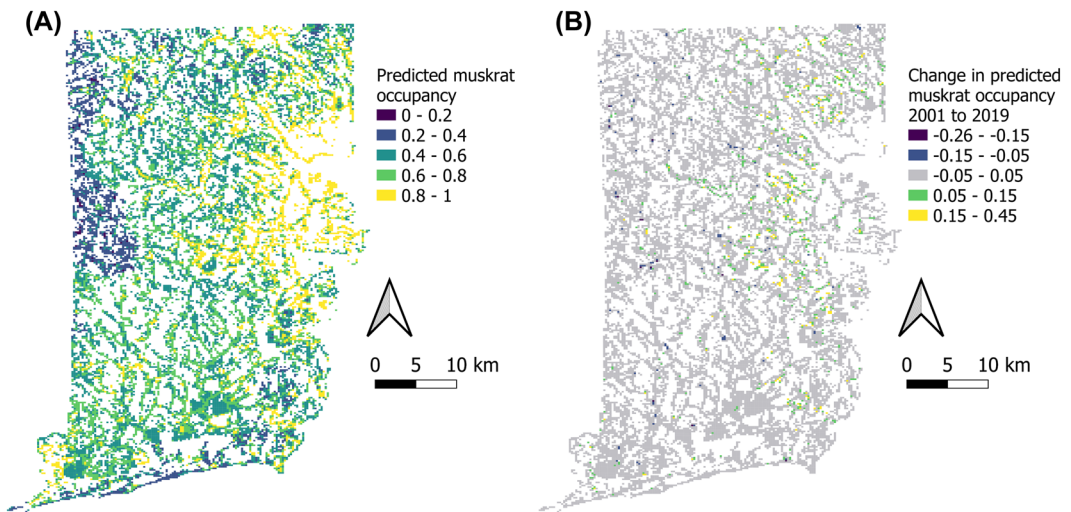 (A)
Predicted muskrat
occupancy
0 - 0.2
0.2 - 0.4
0.4 - 0.6
0.6 - 0.8
0.8 - 1
0 5 10 km
(B)
Change in predicted
muskrat occupancy
2001 to 2019
-0.26 - -0.15
-0.15 - -0.05
-0.05 - 0.05
0.05 - 0.15
0.15 - 0.45
0 5 10 km